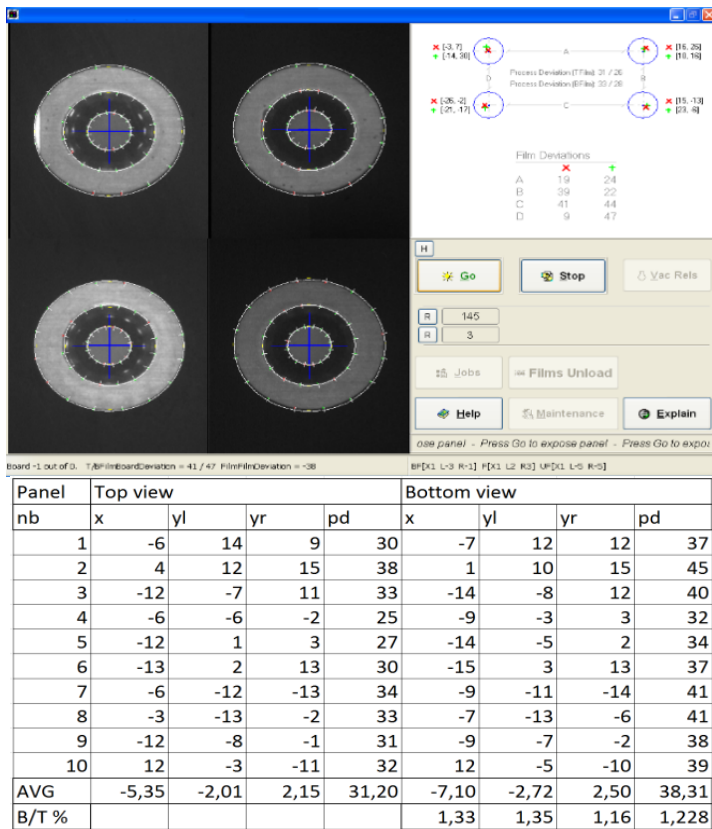 [-3, 7]
[-14, 30]
A
[16, 26]
[10, 16]
Process Deviation (TFilm): 31 / 26
D
B
Process Deviation (BFilm): 33 / 28
[-26, -2]
[-21, -17]
C
[15, -13]
[23, -6]
Film Deviations
A 19 24
B 39 22
C 41 44
D 9 47
H
Go
Stop
Vac Rels
R 145
R 3
Jobs
Films Unload
Help
Maintenance
Explain
ose panel - Press Go to expose panel - Press Go to expo
Board -1 out of 0. T/BFilmBoardDeviation = 41 / 47 FilmFilmDeviation = -38
BF[X1 L-3 R-1] F[X1 L2 R3] UF[X1 L-5 R-5]
Panel Top view Bottom view
nb x yl yr pd x yl yr pd
1 -6 14 9 30 -7 12 12 37
2 4 12 15 38 1 10 15 45
3 -12 -7 11 33 -14 -8 12 40
4 -6 -6 -2 25 -9 -3 3 32
5 -12 1 3 27 -14 -5 2 34
6 -13 2 13 30 -15 3 13 37
7 -6 -12 -13 34 -9 -11 -14 41
8 -3 -13 -2 33 -7 -13 -6 41
9 -12 -8 -1 31 -9 -7 -2 38
10 12 -3 -11 32 12 -5 -10 39
AVG -5,35 -2,01 2,15 31,20 -7,10 -2,72 2,50 38,31
B/T % 1,33 1,35 1,16 1,228